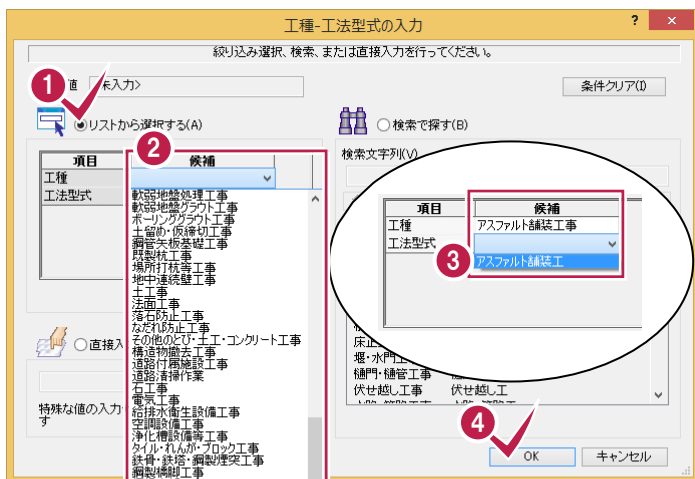 工種-工法型式の入力
? ×
絞り込み選択、検索、または直接入力を行ってください。
1
値 <未入力>
条件クリア(I)
リストから選択する(A)
検索で探す(B)
2
検索文字列(V)
項目 候補
工種
工法型式
軟弱地盤処理工事
軟弱地盤グラウト工事
ボーリンググラウト工事
土留め・仮締切工事
鋼管矢板基礎工事
既製杭工事
場所打杭等工事
地中連続壁工事
土工事
法面工事
落石防止工事
なだれ防止工事
その他のとび・土工・コンクリート工事
構造物撤去工事
道路付属施設工事
道路清掃作業
石工事
電気工事
給排水衛生設備工事
空調設備工事
浄化槽設備等工事
タイル・れんが・ブロック工事
鉄骨・鉄塔・鋼製煙突工事
鋼製橋脚工事
項目 候補
工種 アスファルト舗装工事
工法型式
3
アスファルト舗装工
直接入
特殊な値の入力
す
床止
堰・水門工
樋門・樋管工事
伏せ越し工事 伏せ越し工
4
OK
キャンセル